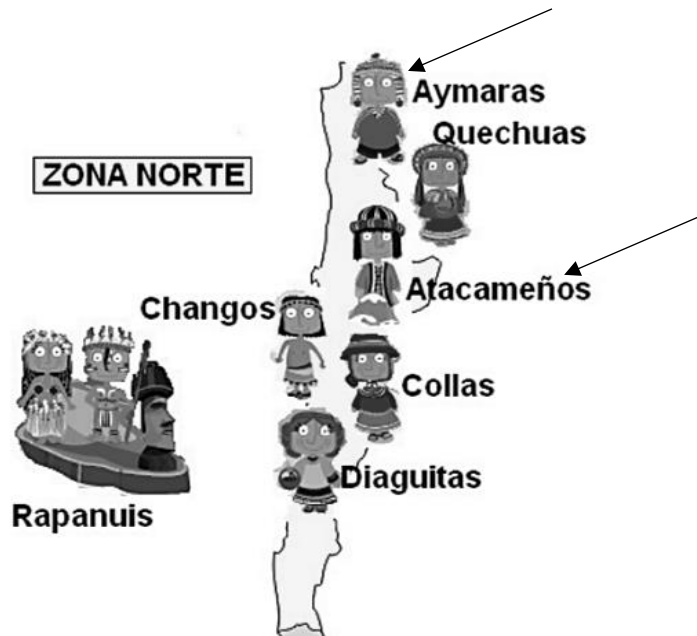 Aymaras
Quechuas
ZONA NORTE
Atacameños
Changos
Collas
Diaguitas
Rapanuis